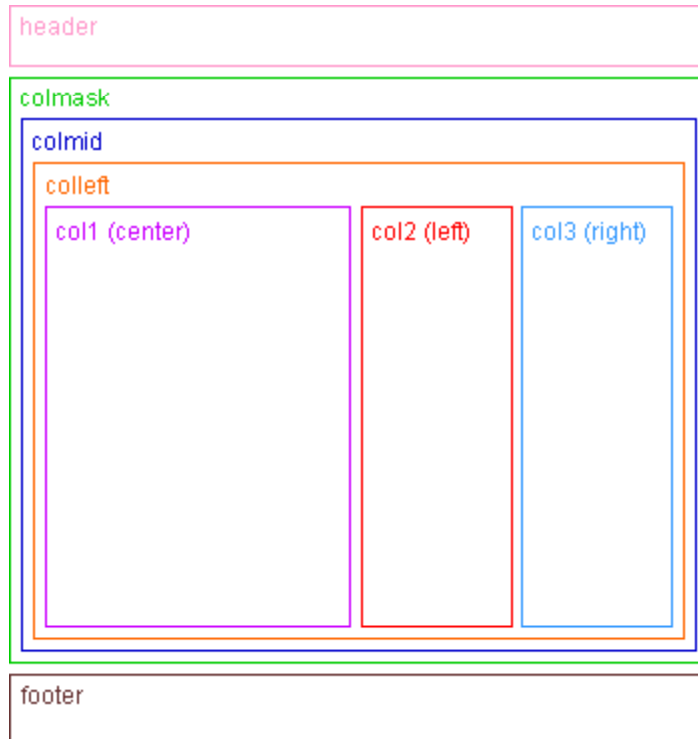 header
colmask
colmid
colleft
col1 (center)
col2 (left)
col3 (right)
footer